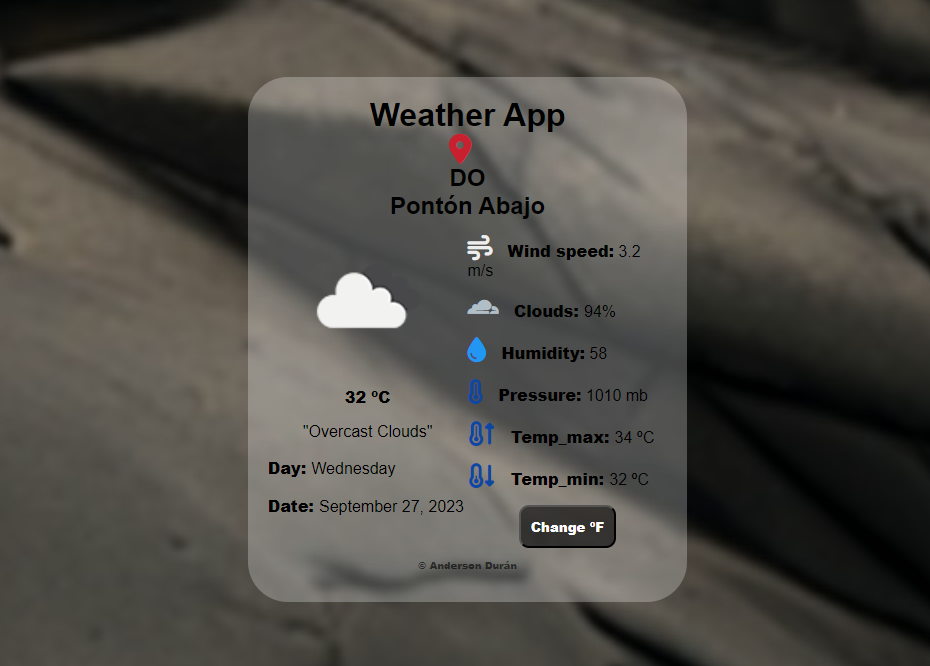 Weather App
DO
Pontón Abajo
32 ºC
"Overcast Clouds"
Day: Wednesday
Date: September 27, 2023
Wind speed: 3.2
m/s
Clouds: 94%
Humidity: 58
Pressure: 1010 mb
Temp_max: 34 ºC
Temp_min: 32 ºC
Change ºF
© Anderson Durán